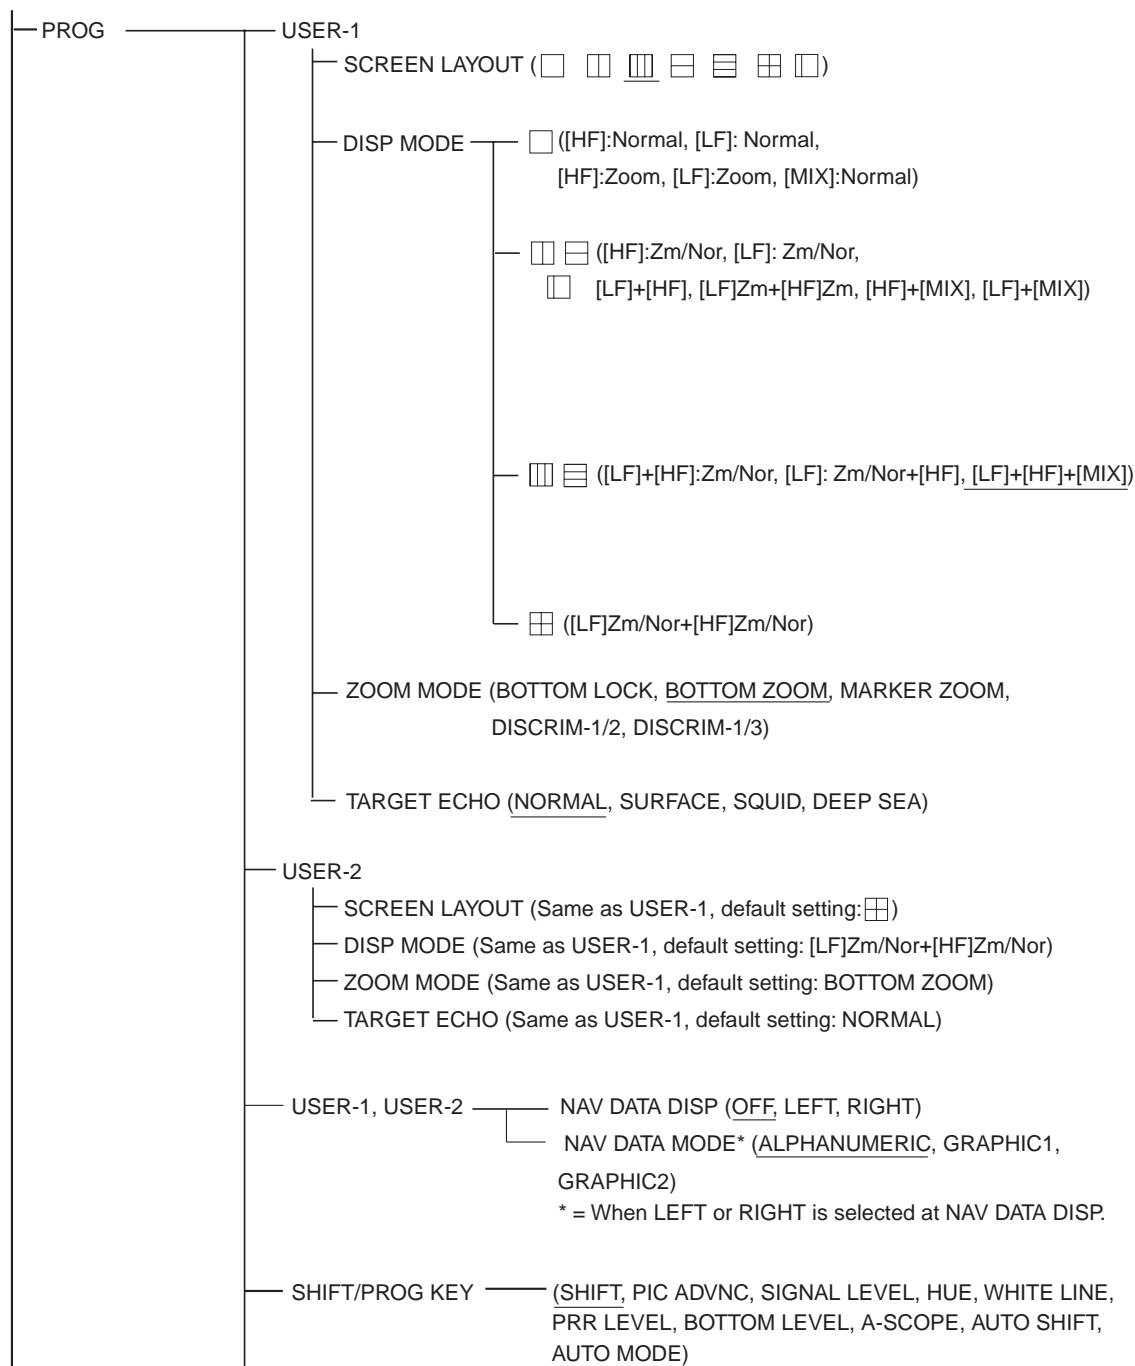 PROG
USER-1
SCREEN LAYOUT ( )
DISP MODE
([HF]:Normal, [LF]: Normal,
[HF]:Zoom, [LF]:Zoom, [MIX]:Normal)
([HF]:Zm/Nor, [LF]: Zm/Nor,
[LF]+[HF], [LF]Zm+[HF]Zm, [HF]+[MIX], [LF]+[MIX])
([LF]+[HF]:Zm/Nor, [LF]: Zm/Nor+[HF], [LF]+[HF]+[MIX])
([LF]Zm/Nor+[HF]Zm/Nor)
ZOOM MODE (BOTTOM LOCK, BOTTOM ZOOM, MARKER ZOOM,
DISCRIM-1/2, DISCRIM-1/3)
TARGET ECHO (NORMAL, SURFACE, SQUID, DEEP SEA)
USER-2
SCREEN LAYOUT (Same as USER-1, default setting: )
DISP MODE (Same as USER-1, default setting: [LF]Zm/Nor+[HF]Zm/Nor)
ZOOM MODE (Same as USER-1, default setting: BOTTOM ZOOM)
TARGET ECHO (Same as USER-1, default setting: NORMAL)
USER-1, USER-2
NAV DATA DISP (OFF, LEFT, RIGHT)
NAV DATA MODE* (ALPHANUMERIC, GRAPHIC1,
GRAPHIC2)
* = When LEFT or RIGHT is selected at NAV DATA DISP.
SHIFT/PROG KEY
(SHIFT, PIC ADVNC, SIGNAL LEVEL, HUE, WHITE LINE,
PRR LEVEL, BOTTOM LEVEL, A-SCOPE, AUTO SHIFT,
AUTO MODE)